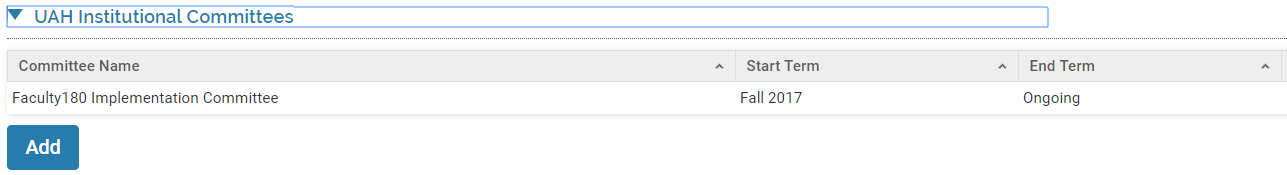 UAH Institutional Committees
Committee Name Start Term End Term
Faculty180 Implementation Committee Fall 2017 Ongoing
Add